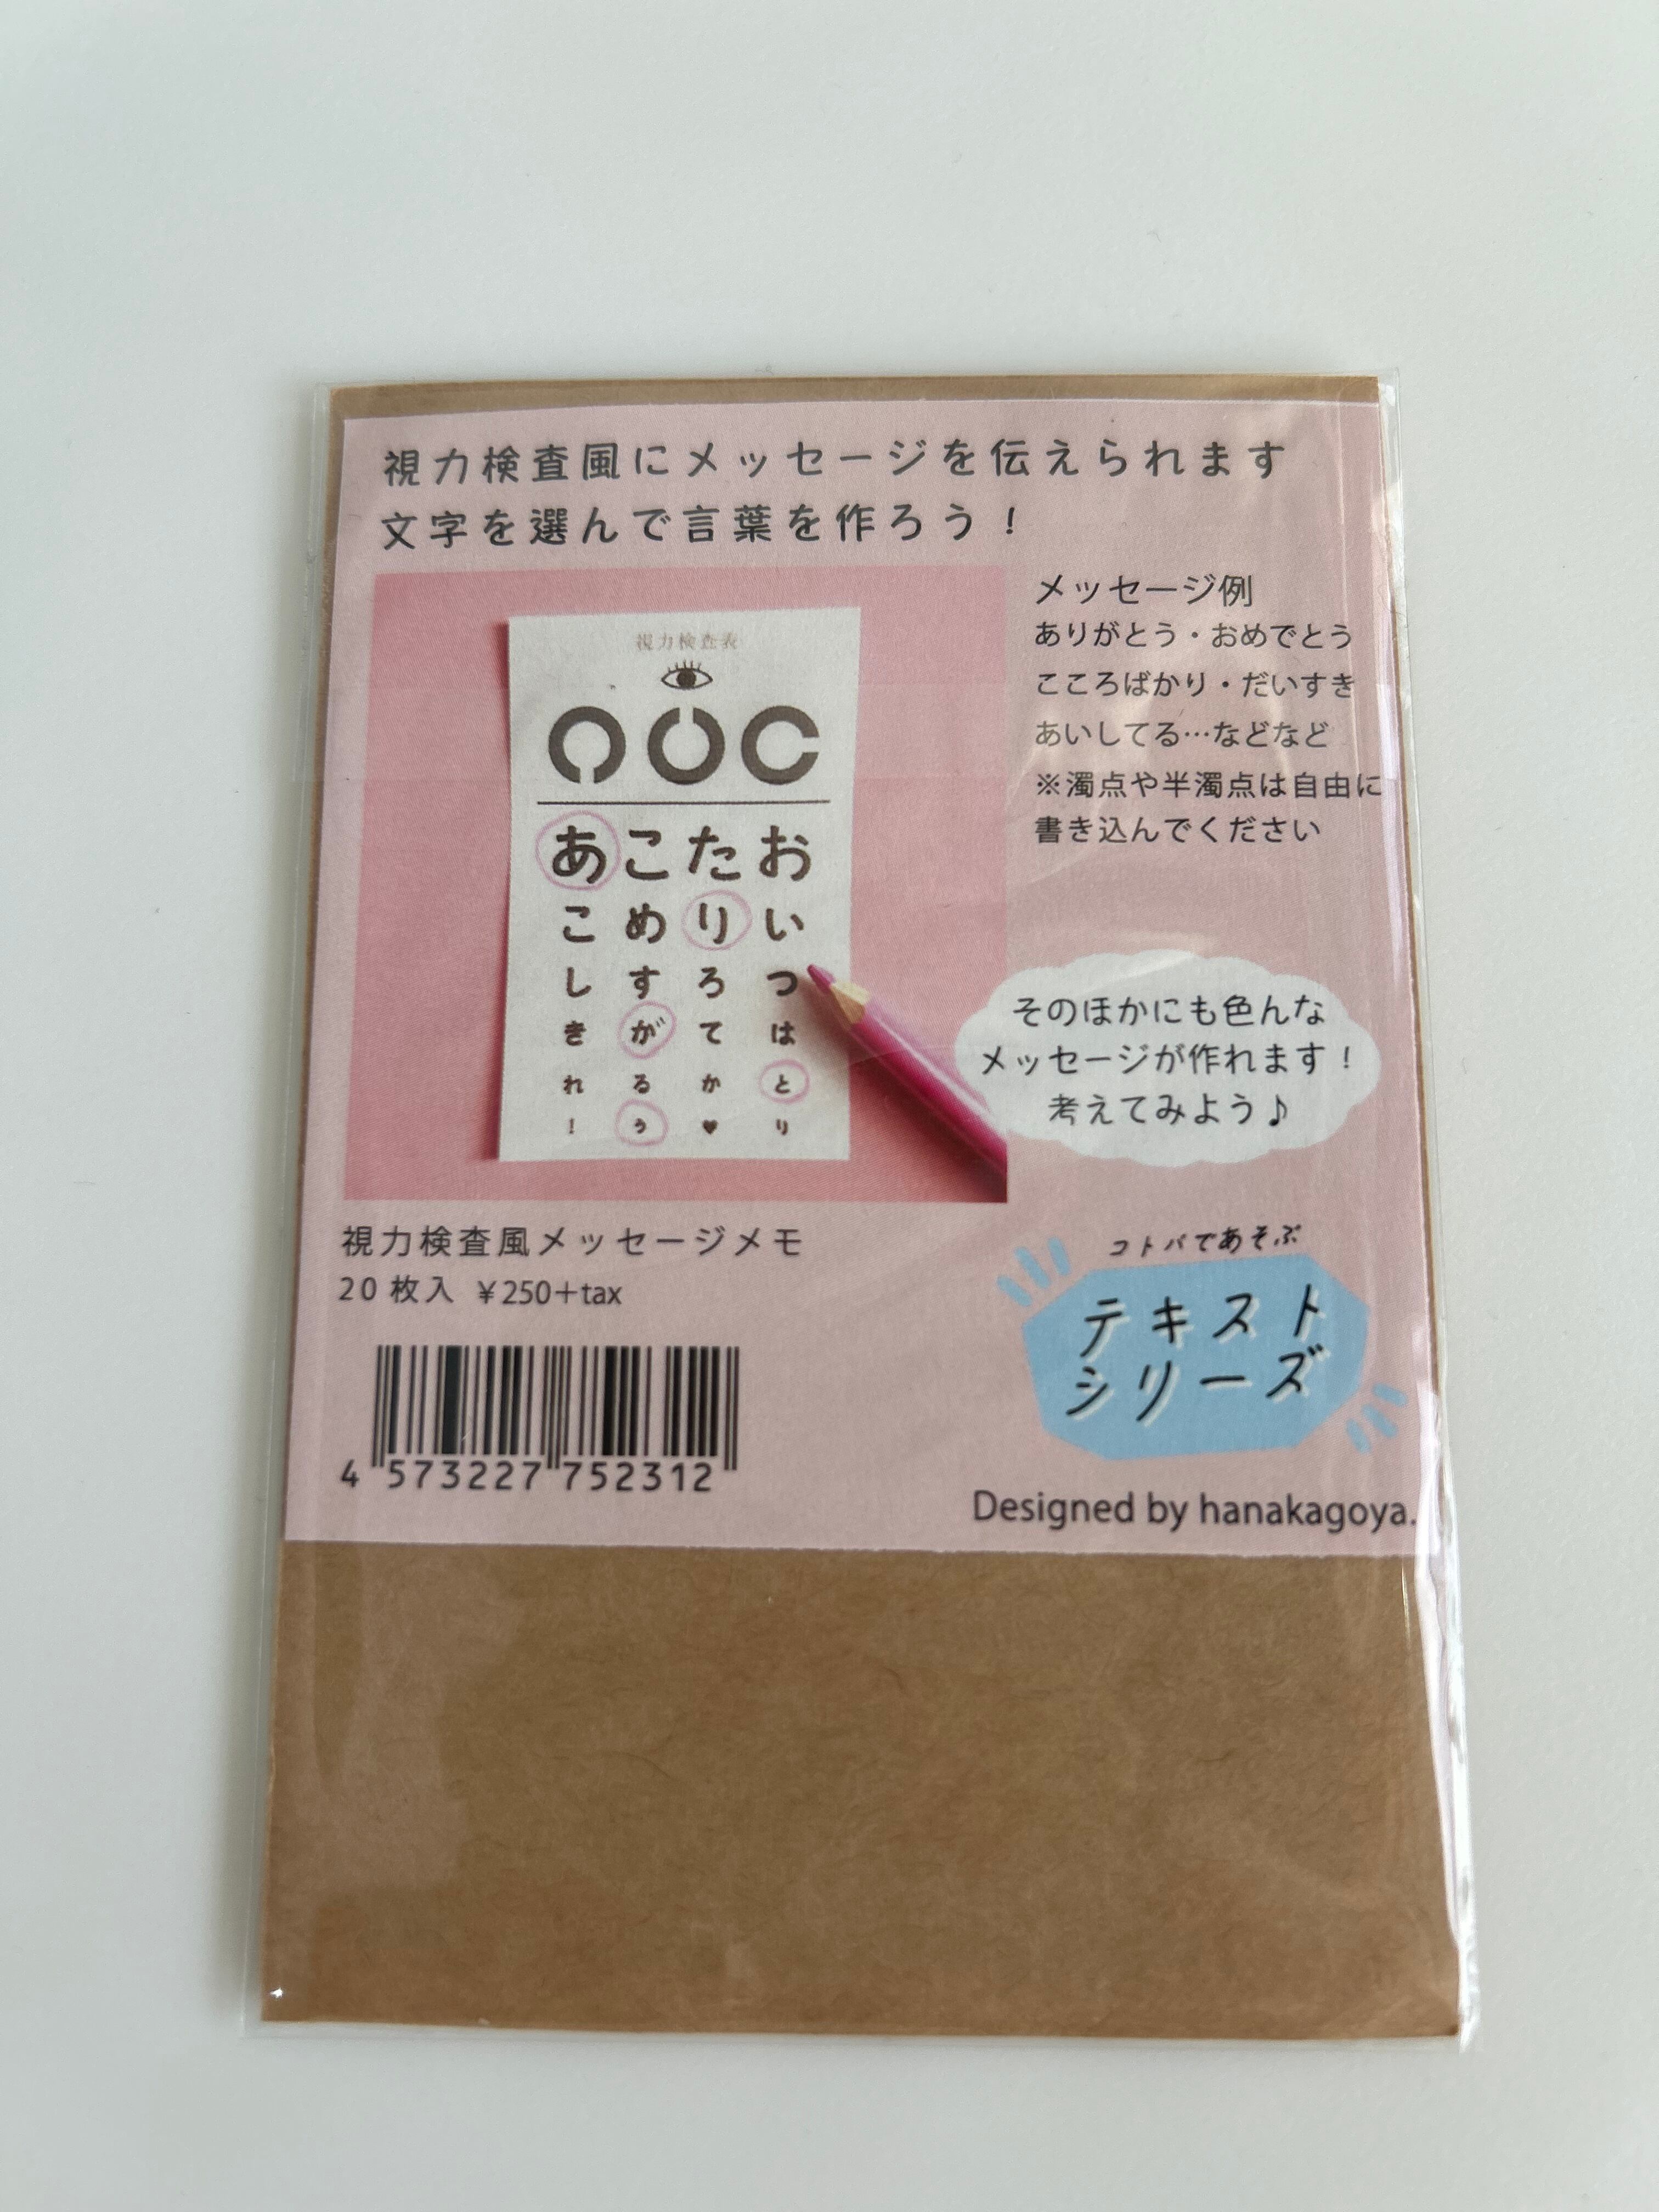 視力検査風にメッセージを伝えられます
文字を選んで言葉を作ろう！
視力検査表
あこたお
こめりい
しすろつ
きがては
れるかと
！う♥り
メッセージ例
ありがとう・おめでとう
こころばかり・だいすき
あいしてる…などなど
※濁点や半濁点は自由に
書き込んでください
そのほかにも色んな
メッセージが作れます！
考えてみよう♪
視力検査風メッセージメモ
20枚入 ¥250+tax
4 573227 752312
コトバであそぶ
テキスト
シリーズ
Designed by hanakagoya.